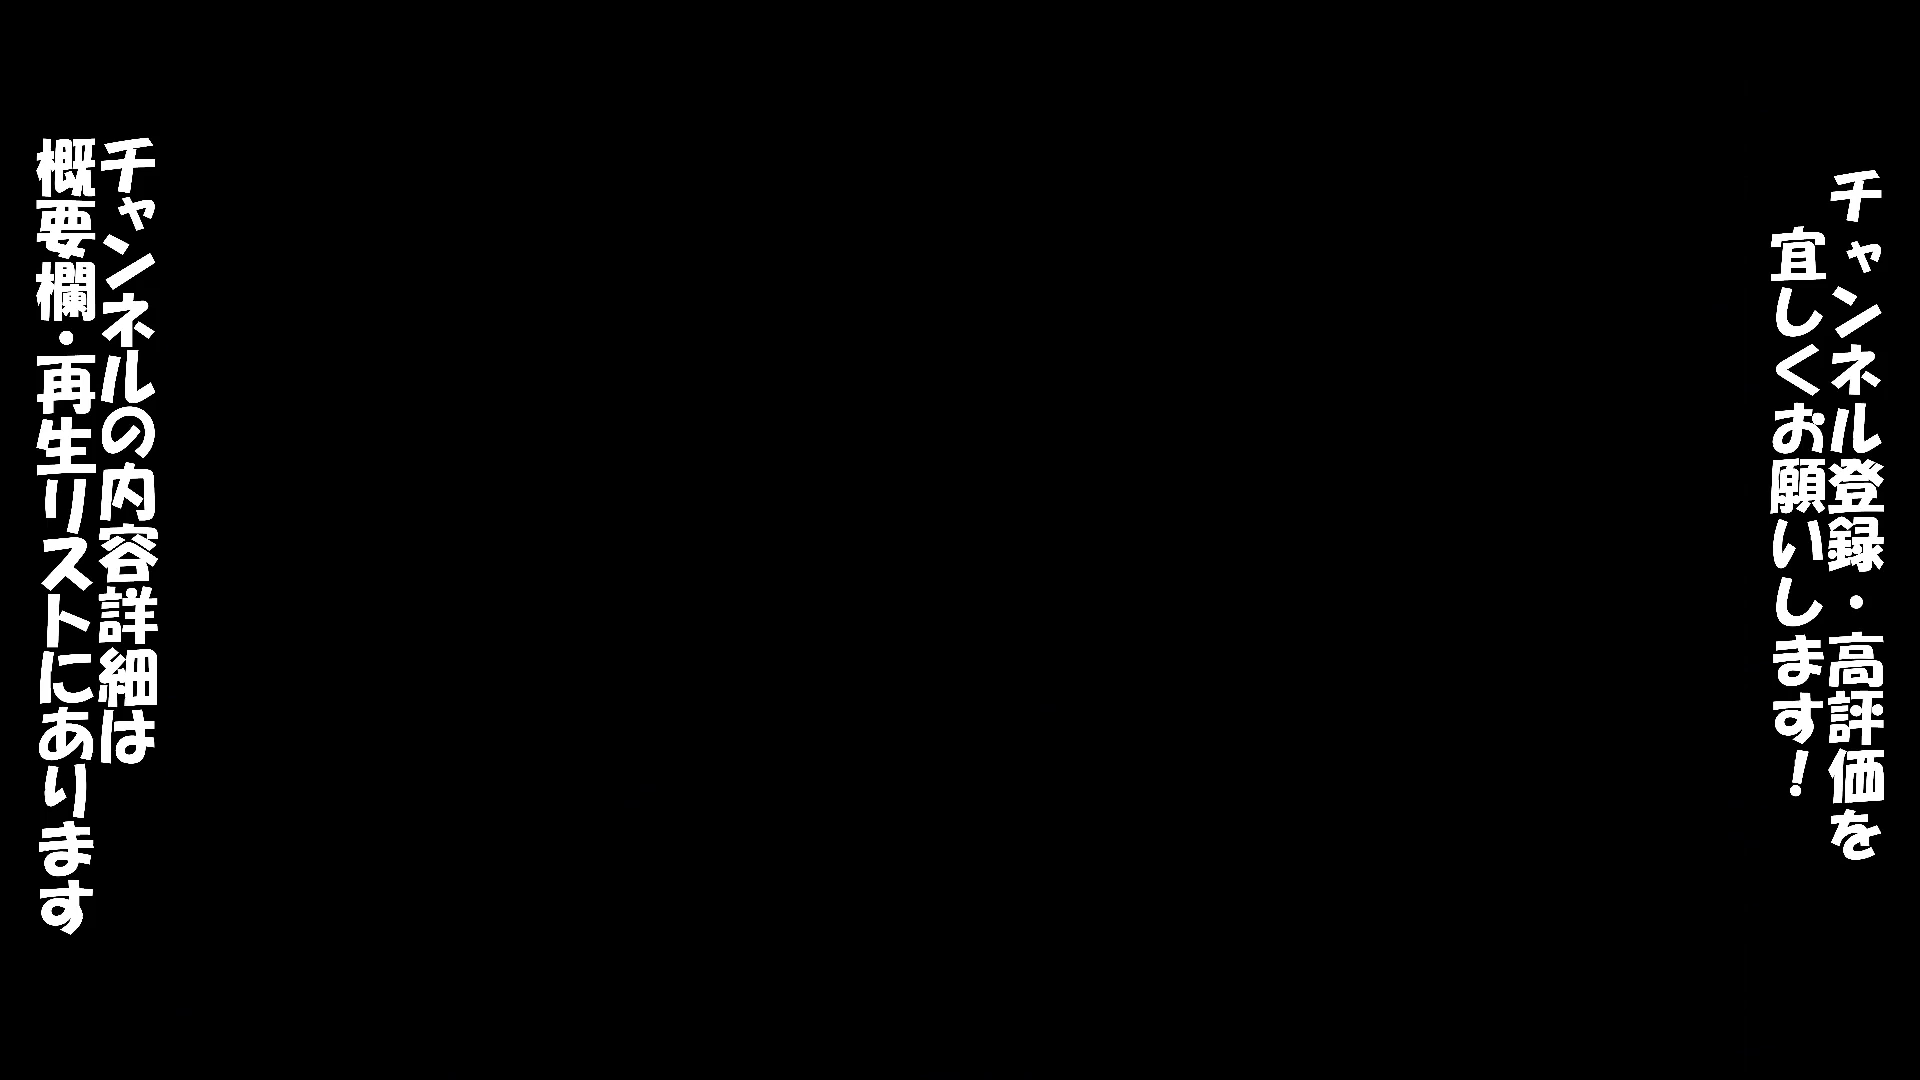 チャンネル登録・高評価を
宜しくお願いします！
チャンネルの内容詳細は
概要欄・再生リストにあります